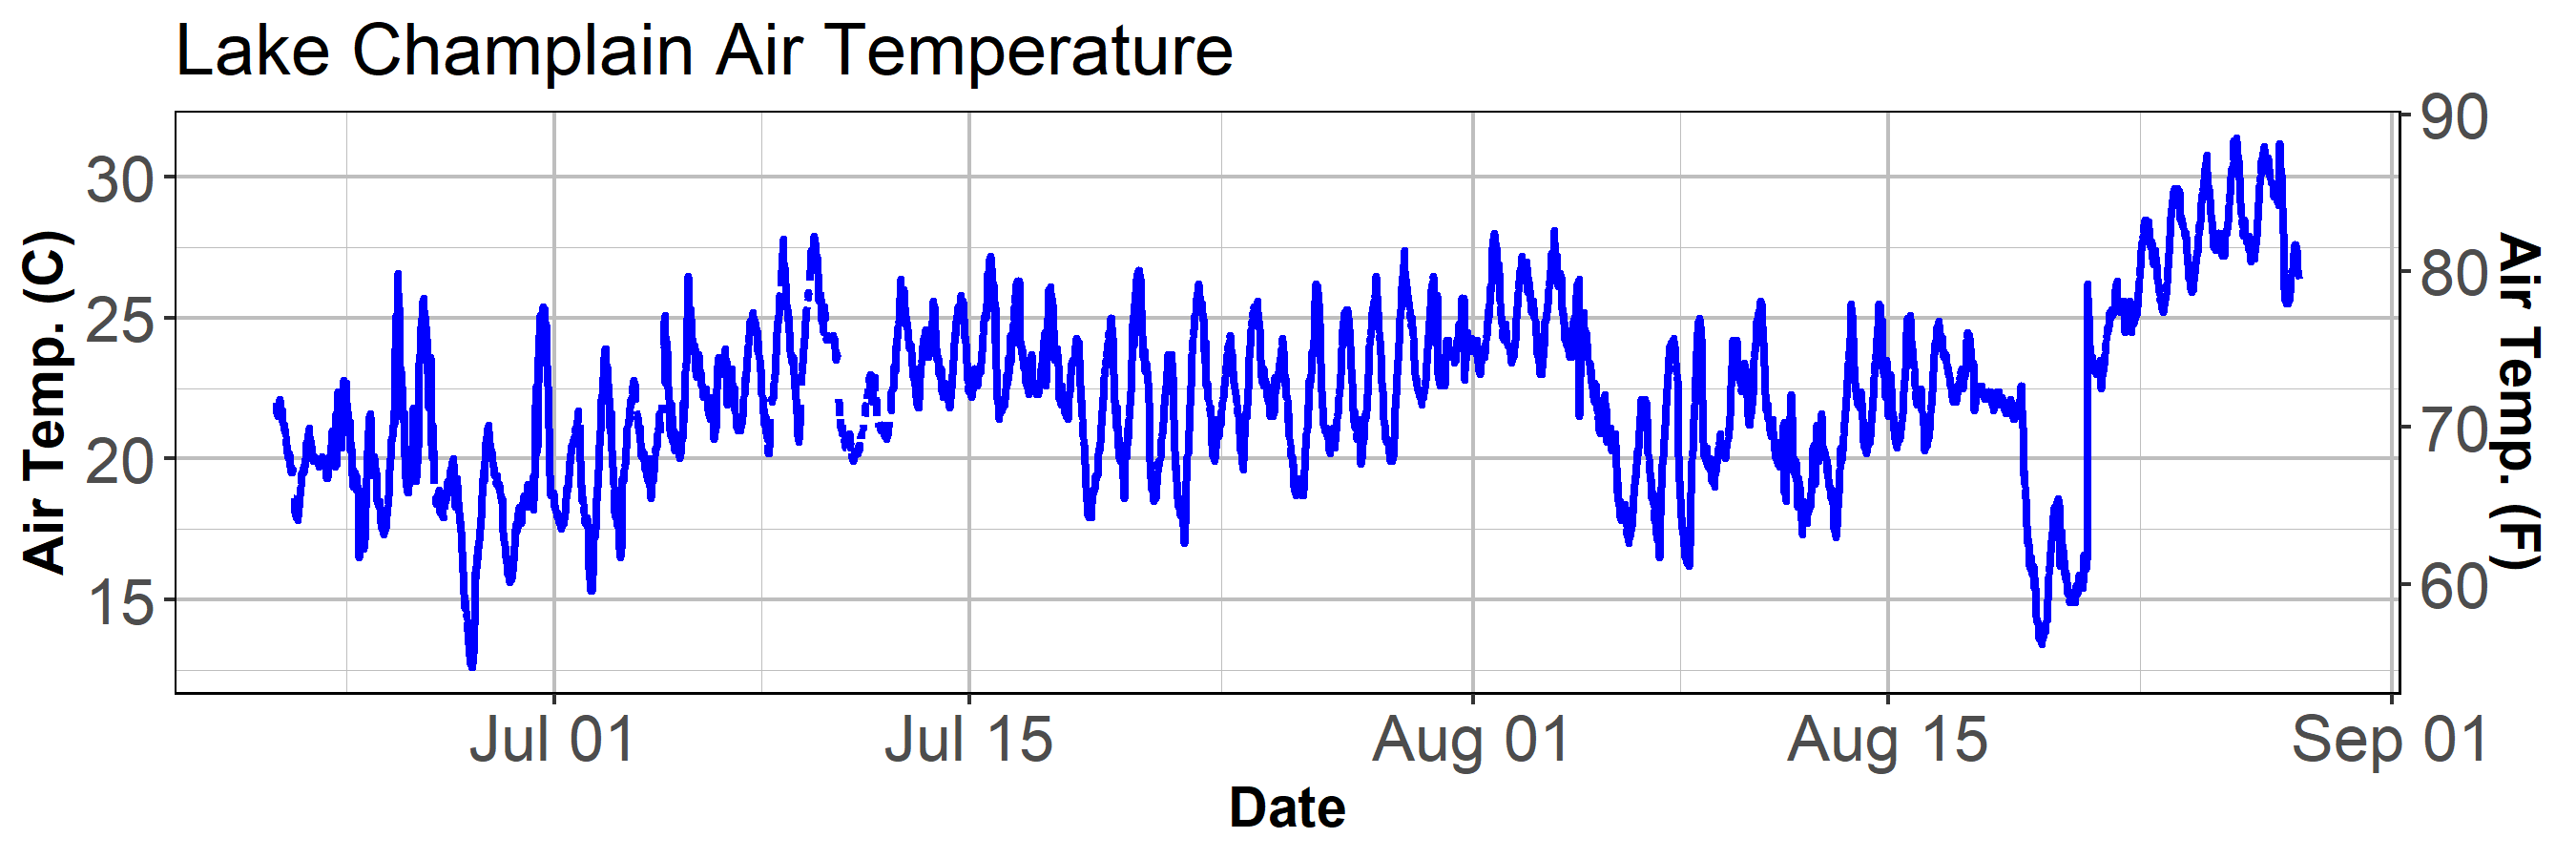 Lake Champlain Air Temperature
Air Temp. (C)
30
25
20
15
90
80
70
60
Air Temp. (F)
Jul 01
Jul 15
Aug 01
Aug 15
Sep 01
Date